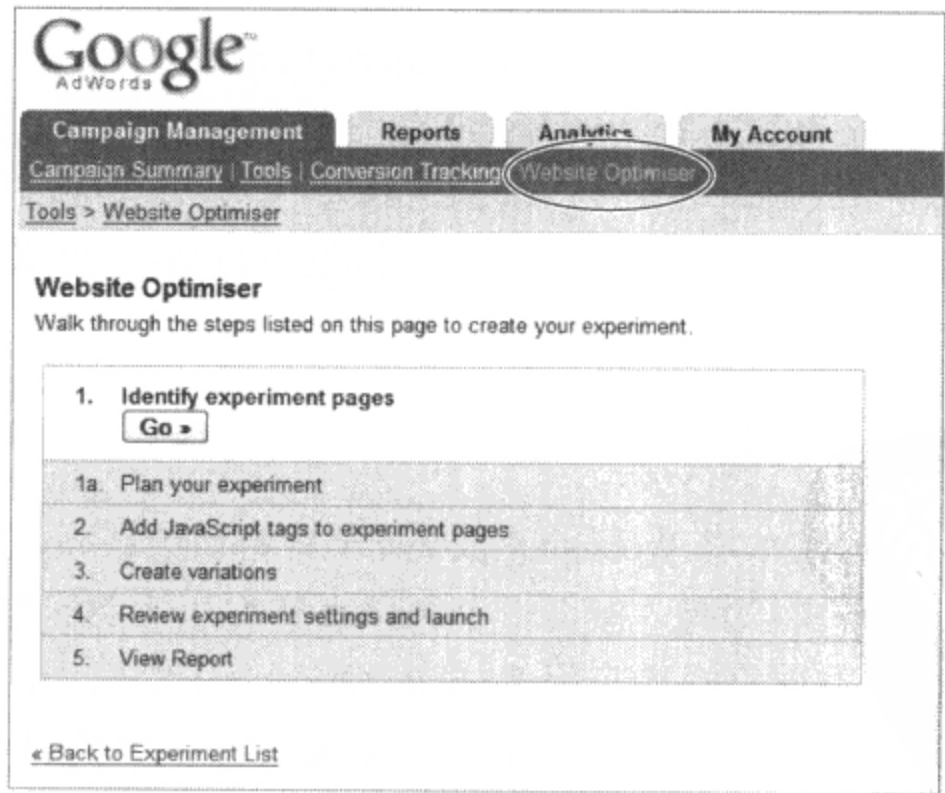 Google™
AdWords
Campaign Management Reports Analytics My Account
Campaign Summary | Tools | Conversion Tracking Website Optimiser
Tools > Website Optimiser
Website Optimiser
Walk through the steps listed on this page to create your experiment.
1. Identify experiment pages
Go »
1a. Plan your experiment
2. Add JavaScript tags to experiment pages
3. Create variations
4. Review experiment settings and launch
5. View Report
« Back to Experiment List